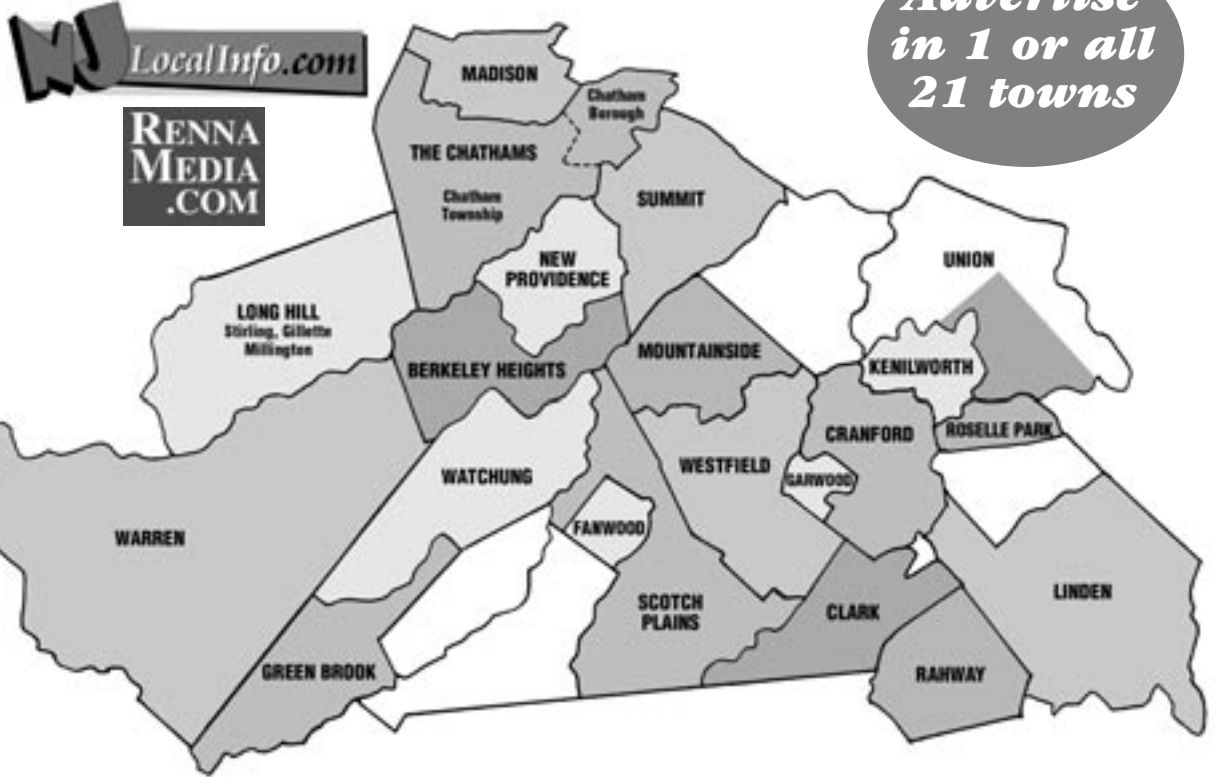 NJ LocalInfo.com
RENNA
MEDIA
.COM
Advertise
in 1 or all
21 towns
MADISON
Chatham
Borough
THE CHATHAMS
Chatham
Township
SUMMIT
NEW
PROVIDENCE
UNION
LONG HILL
Stirling, Gillette
Millington
BERKELEY HEIGHTS
MOUNTAINSIDE
KENILWORTH
CRANFORD
ROSELLE PARK
WATCHUNG
WESTFIELD
GARWOOD
WARREN
FANWOOD
LINDEN
SCOTCH
PLAINS
CLARK
GREEN BROOK
RAHWAY